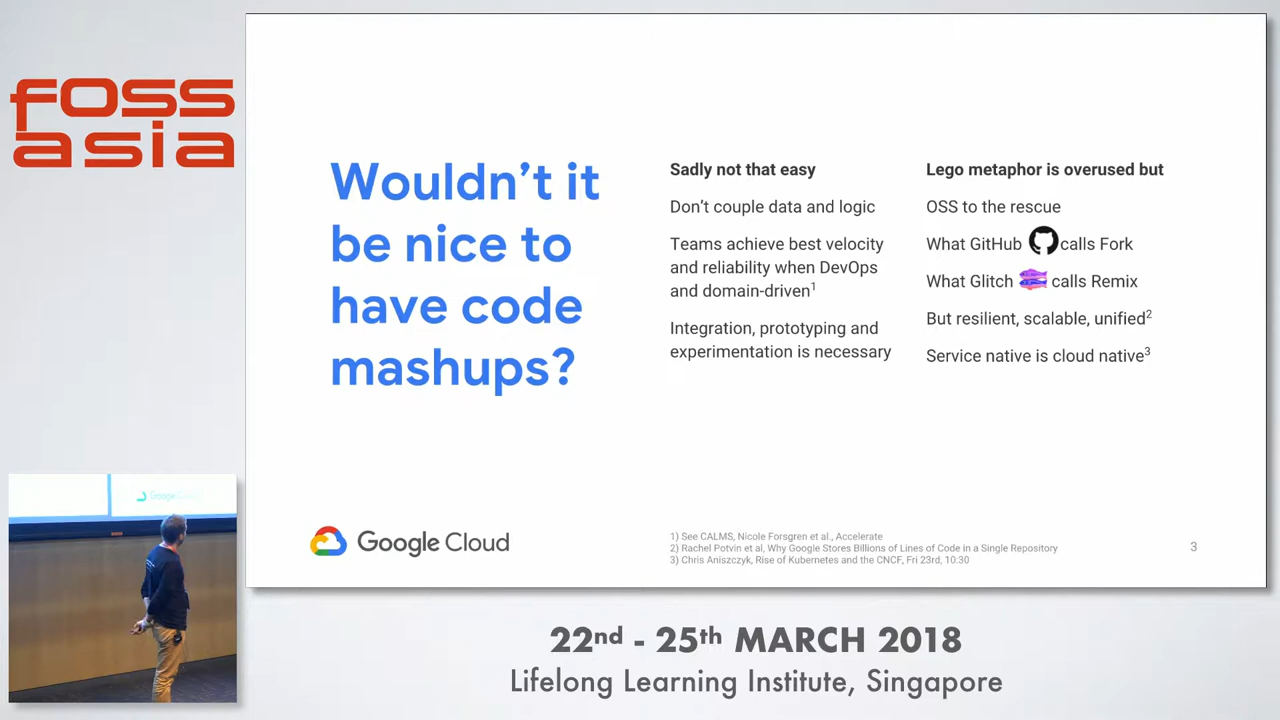 foss
asia
Wouldn’t it
be nice to
have code
mashups?
Sadly not that easy
Don’t couple data and logic
Teams achieve best velocity
and reliability when DevOps
and domain-driven1
Integration, prototyping and
experimentation is necessary
Lego metaphor is overused but
OSS to the rescue
What GitHub calls Fork
What Glitch calls Remix
But resilient, scalable, unified2
Service native is cloud native3
Google Cloud
1) See CALMS, Nicole Forsgren et al., Accelerate
2) Rachel Potvin et al, Why Google Stores Billions of Lines of Code in a Single Repository
3) Chris Aniszczyk, Rise of Kubernetes and the CNCF, Fri 23rd, 10:30
3
Google Cloud
22nd - 25th MARCH 2018
Lifelong Learning Institute, Singapore